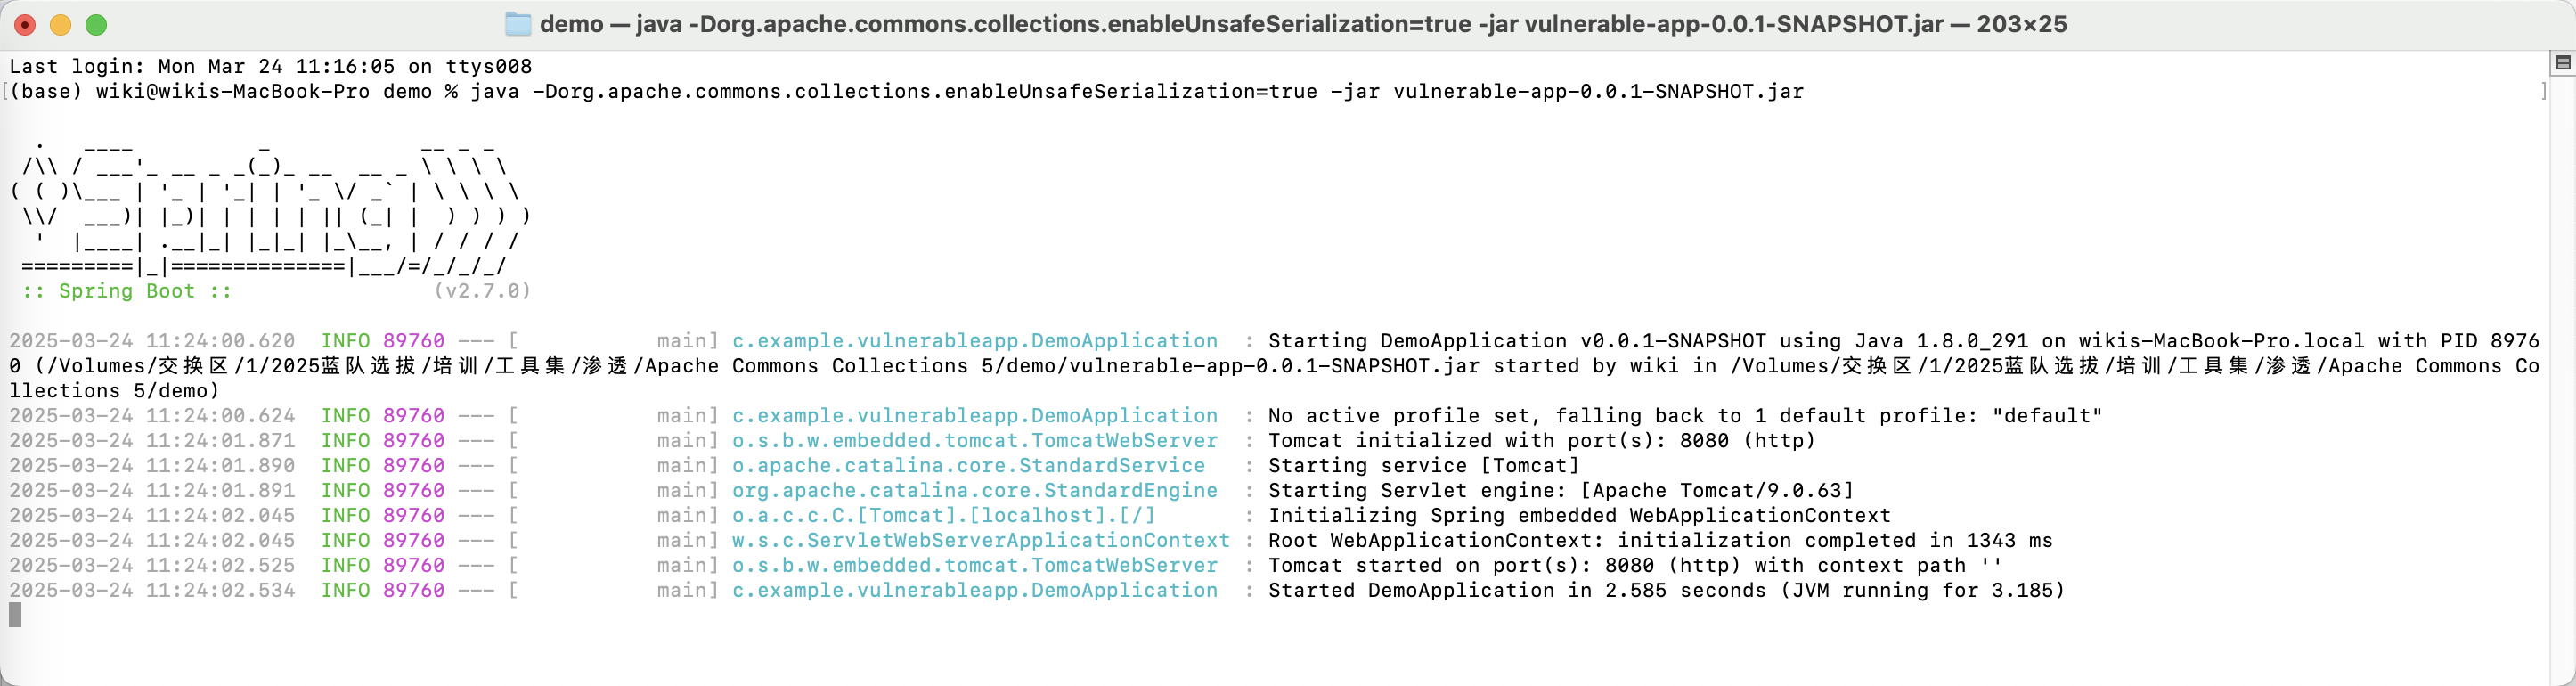 demo — java -Dorg.apache.commons.collections.enableUnsafeSerialization=true -jar vulnerable-app-0.0.1-SNAPSHOT.jar — 203×25
Last login: Mon Mar 24 11:16:05 on ttys008
[(base) wiki@wikis-MacBook-Pro demo % java -Dorg.apache.commons.collections.enableUnsafeSerialization=true -jar vulnerable-app-0.0.1-SNAPSHOT.jar ]
  .   ____          _            __ _ _
 /\\ / ___'_ __ _ _(_)_ __  __ _ \ \ \ \
( ( )\___ | '_ | '_| | '_ \/ _` | \ \ \ \
 \\/  ___)| |_)| | | | | || (_| |  ) ) ) )
  '  |____| .__|_| |_|_| |_\__, | / / / /
 =========|_|==============|___/=/_/_/_/
 :: Spring Boot ::                (v2.7.0)
2025-03-24 11:24:00.620  INFO 89760 --- [           main] c.example.vulnerableapp.DemoApplication  : Starting DemoApplication v0.0.1-SNAPSHOT using Java 1.8.0_291 on wikis-MacBook-Pro.local with PID 8976
0 (/Volumes/交换区/1/2025蓝队选拔/培训/工具集/渗透/Apache Commons Collections 5/demo/vulnerable-app-0.0.1-SNAPSHOT.jar started by wiki in /Volumes/交换区/1/2025蓝队选拔/培训/工具集/渗透/Apache Commons Co
llections 5/demo)
2025-03-24 11:24:00.624  INFO 89760 --- [           main] c.example.vulnerableapp.DemoApplication  : No active profile set, falling back to 1 default profile: "default"
2025-03-24 11:24:01.871  INFO 89760 --- [           main] o.s.b.w.embedded.tomcat.TomcatWebServer  : Tomcat initialized with port(s): 8080 (http)
2025-03-24 11:24:01.890  INFO 89760 --- [           main] o.apache.catalina.core.StandardService   : Starting service [Tomcat]
2025-03-24 11:24:01.891  INFO 89760 --- [           main] org.apache.catalina.core.StandardEngine  : Starting Servlet engine: [Apache Tomcat/9.0.63]
2025-03-24 11:24:02.045  INFO 89760 --- [           main] o.a.c.c.C.[Tomcat].[localhost].[/]       : Initializing Spring embedded WebApplicationContext
2025-03-24 11:24:02.045  INFO 89760 --- [           main] w.s.c.ServletWebServerApplicationContext : Root WebApplicationContext: initialization completed in 1343 ms
2025-03-24 11:24:02.525  INFO 89760 --- [           main] o.s.b.w.embedded.tomcat.TomcatWebServer  : Tomcat started on port(s): 8080 (http) with context path ''
2025-03-24 11:24:02.534  INFO 89760 --- [           main] c.example.vulnerableapp.DemoApplication  : Started DemoApplication in 2.585 seconds (JVM running for 3.185)